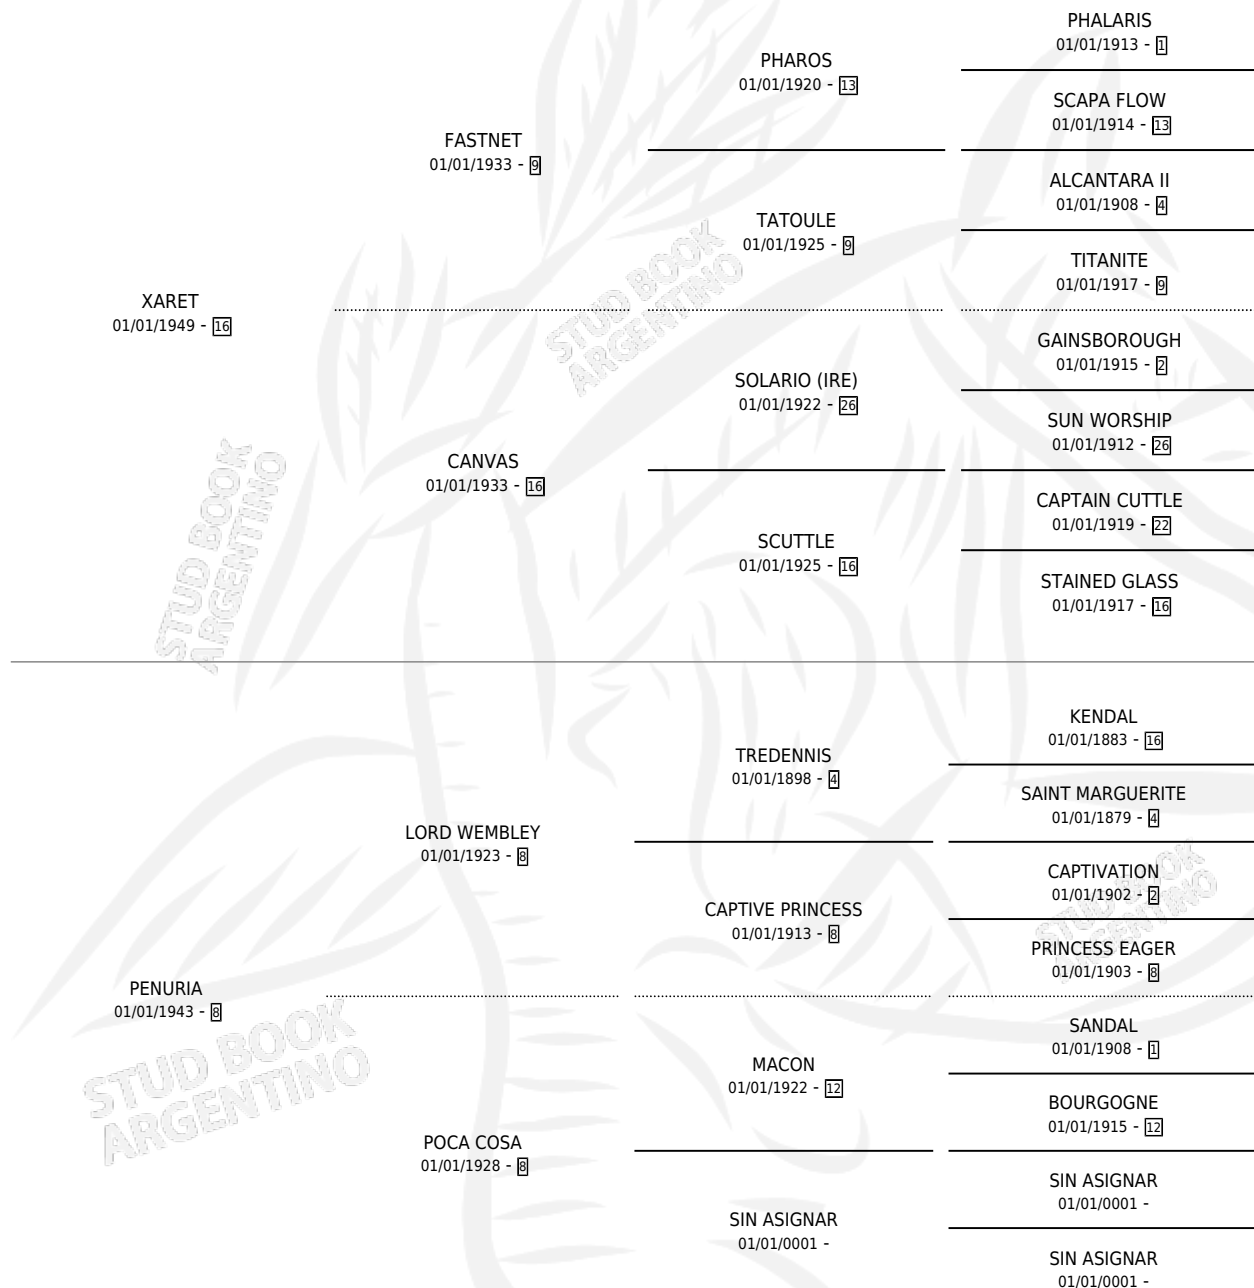 PHALARIS
01/01/1913 - 1
PHAROS
01/01/1920 - 13
SCAPA FLOW
01/01/1914 - 13
FASTNET
01/01/1933 - 9
ALCANTARA II
01/01/1908 - 4
TATOULE
01/01/1925 - 9
TITANITE
01/01/1917 - 9
XARET
01/01/1949 - 16
GAINSBOROUGH
01/01/1915 - 2
SOLARIO (IRE)
01/01/1922 - 26
SUN WORSHIP
01/01/1912 - 26
CANVAS
01/01/1933 - 16
CAPTAIN CUTTLE
01/01/1919 - 22
SCUTTLE
01/01/1925 - 16
STAINED GLASS
01/01/1917 - 16
KENDAL
01/01/1883 - 16
TREDENNIS
01/01/1898 - 4
SAINT MARGUERITE
01/01/1879 - 4
LORD WEMBLEY
01/01/1923 - 8
CAPTIVATION
01/01/1902 - 2
CAPTIVE PRINCESS
01/01/1913 - 8
PRINCESS EAGER
01/01/1903 - 8
PENURIA
01/01/1943 - 8
SANDAL
01/01/1908 - 1
MACON
01/01/1922 - 12
BOURGOGNE
01/01/1915 - 12
POCA COSA
01/01/1928 - 8
SIN ASIGNAR
01/01/0001 -
SIN ASIGNAR
01/01/0001 -
SIN ASIGNAR
01/01/0001 -
STUD BOOK
ARGENTINO
STUD BOOK
ARGENTINO
STUD BOOK
ARGENTINO
STUD BOOK
ARGENTINO